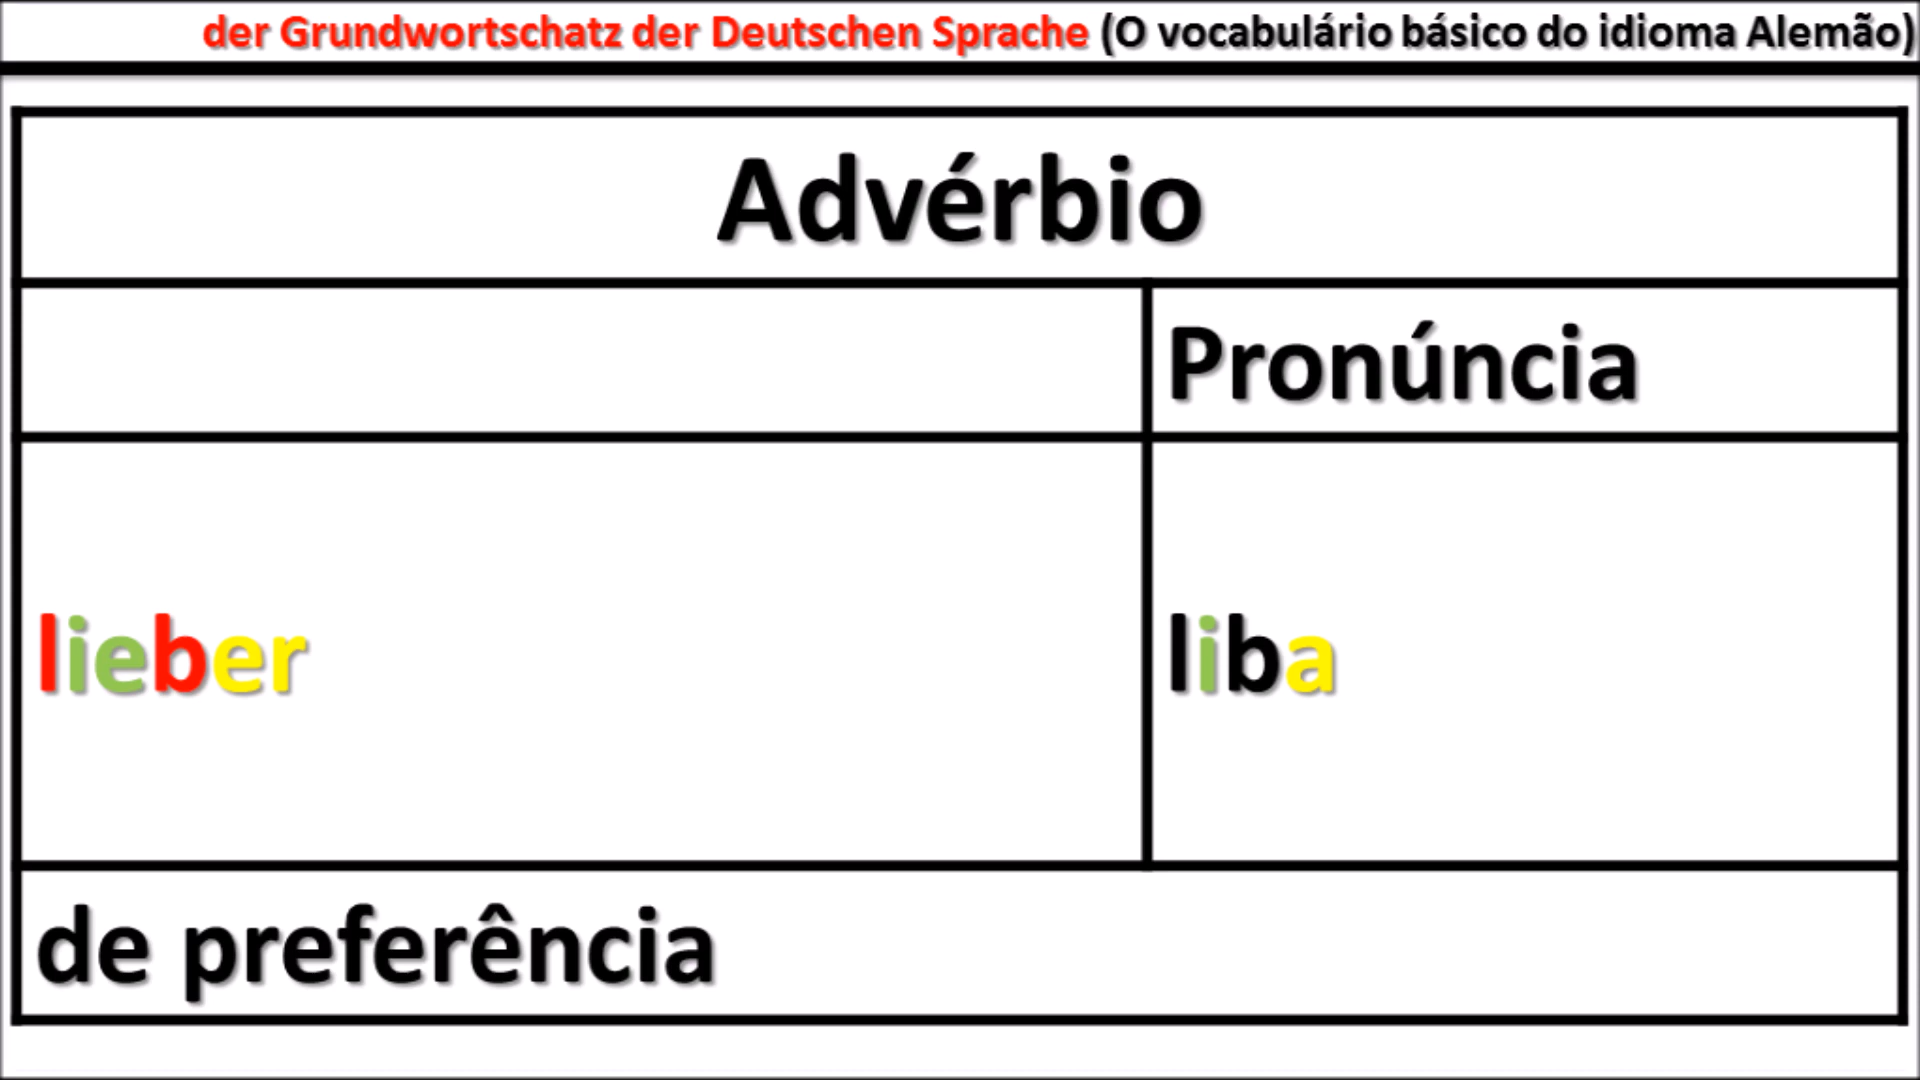 der Grundwortschatz der Deutschen Sprache (O vocabulário básico do idioma Alemão)
Advérbio
Pronúncia
lieber liba
de preferência